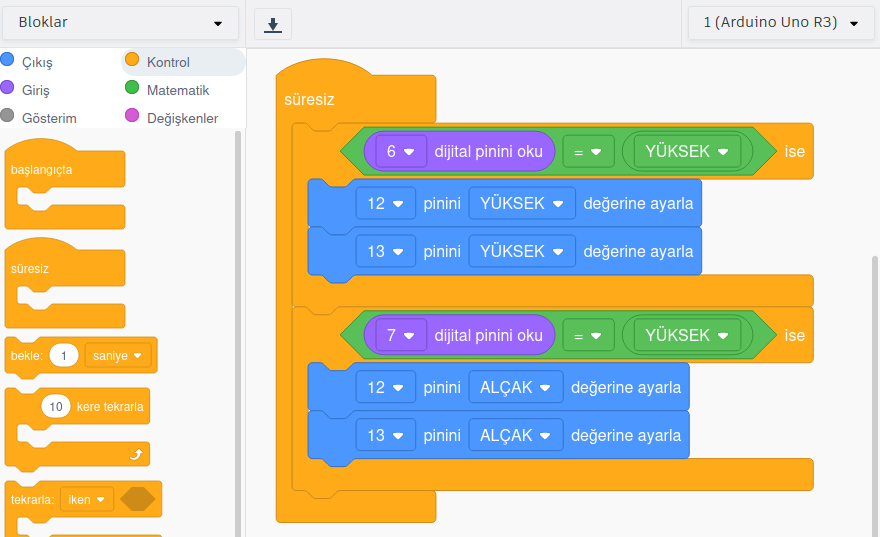 Bloklar
1 (Arduino Uno R3)
Çıkış
Kontrol
Giriş
Matematik
Gösterim
Değişkenler
başlangıçta
süresiz
bekle: 1 saniye
10 kere tekrarla
tekrarla: iken
süresiz
6 dijital pinini oku = YÜKSEK ise
12 pinini YÜKSEK değerine ayarla
13 pinini YÜKSEK değerine ayarla
7 dijital pinini oku = YÜKSEK ise
12 pinini ALÇAK değerine ayarla
13 pinini ALÇAK değerine ayarla